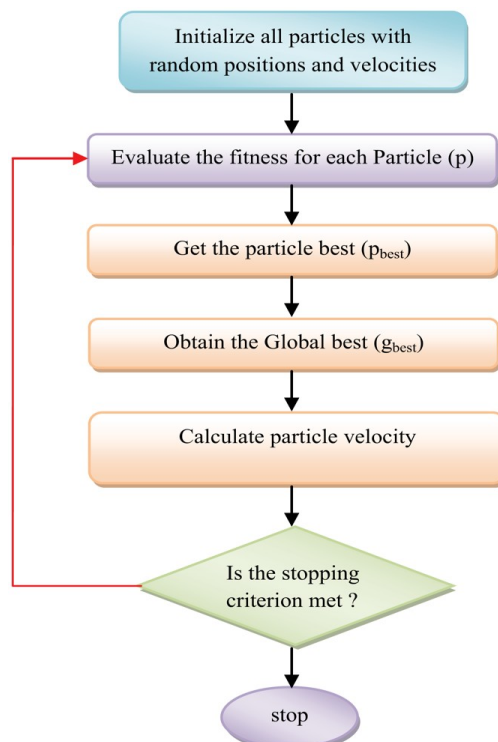 Initialize all particles with
random positions and velocities
Evaluate the fitness for each Particle (p)
Get the particle best (pbest)
Obtain the Global best (gbest)
Calculate particle velocity
Is the stopping
criterion met ?
stop